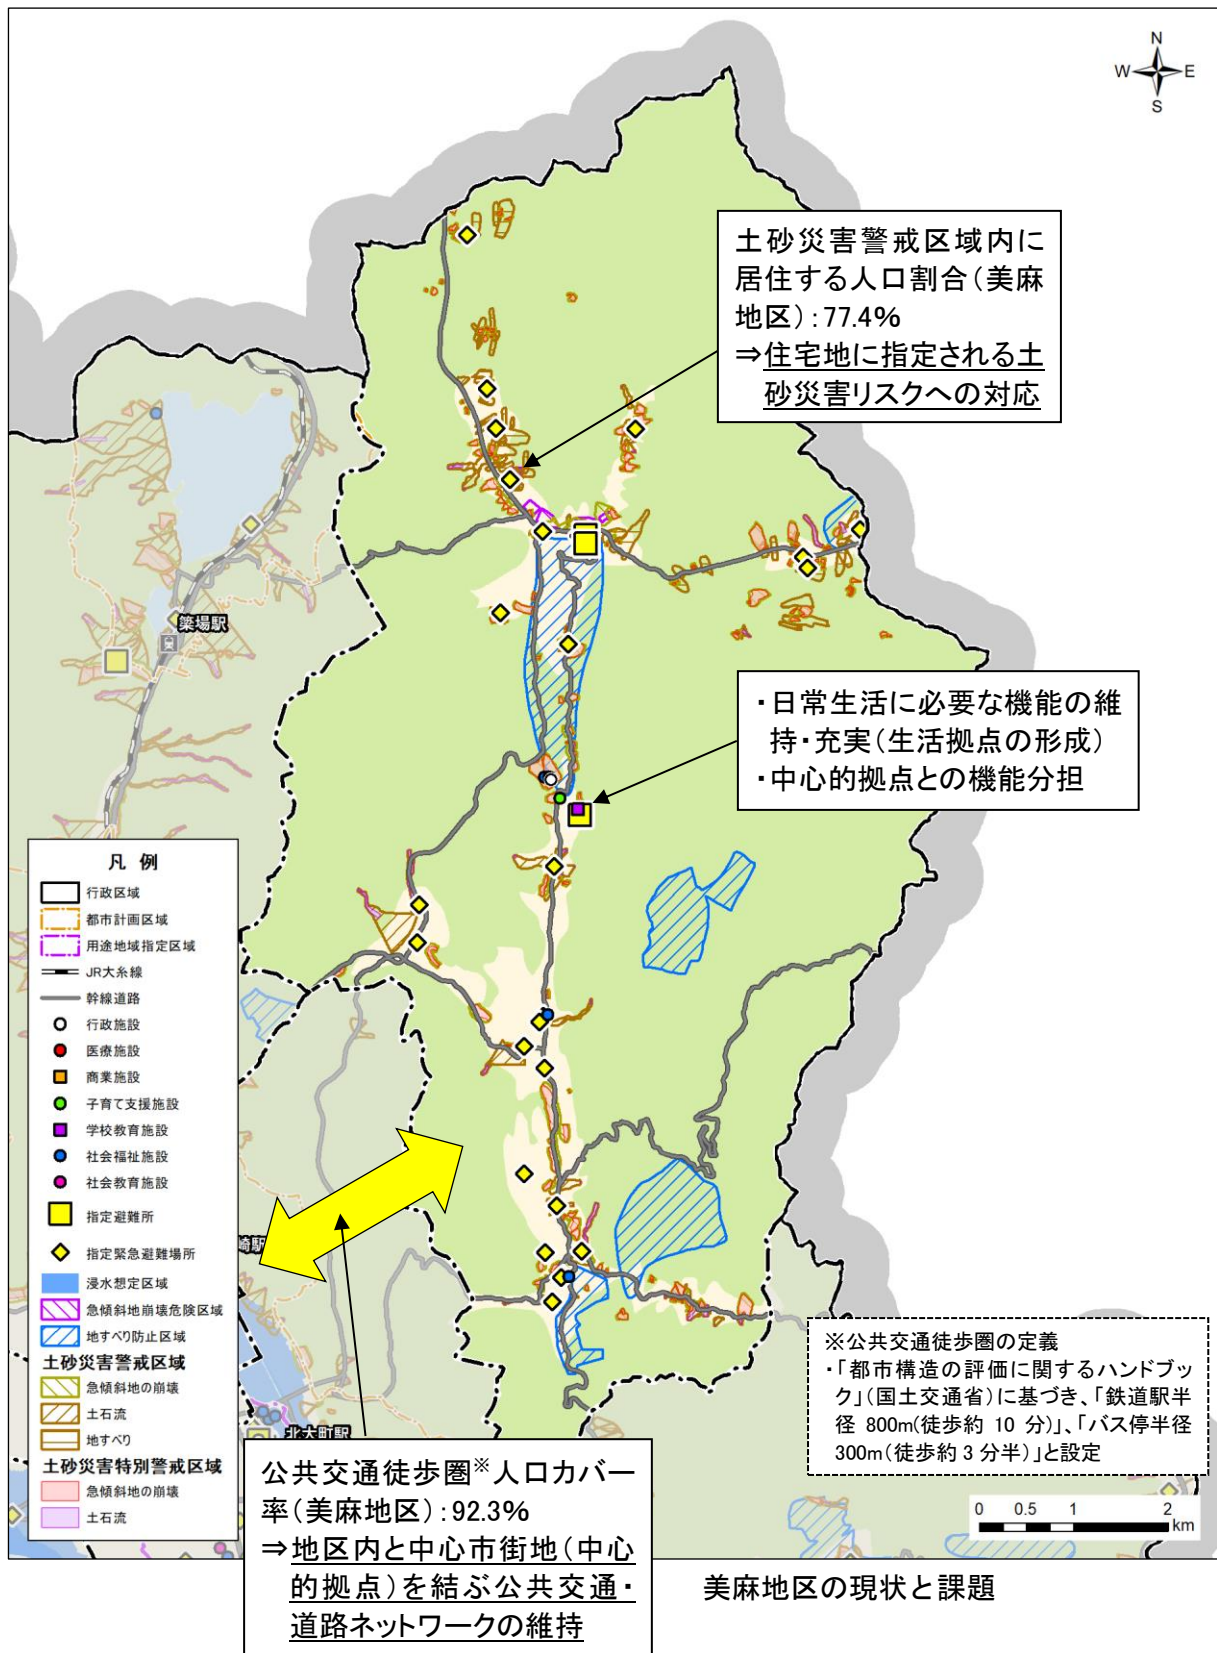 N
W E
S
土砂災害警戒区域内に
居住する人口割合(美麻
地区):77.4%
⇒住宅地に指定される土
砂災害リスクへの対応
簗場駅
・日常生活に必要な機能の維
持・充実(生活拠点の形成)
・中心的拠点との機能分担
凡 例
行政区域
都市計画区域
用途地域指定区域
JR大糸線
幹線道路
行政施設
医療施設
商業施設
子育て支援施設
学校教育施設
社会福祉施設
社会教育施設
指定避難所
指定緊急避難場所
浸水想定区域
急傾斜地崩壊危険区域
地すべり防止区域
土砂災害警戒区域
急傾斜地の崩壊
土石流
地すべり
土砂災害特別警戒区域
急傾斜地の崩壊
土石流
崎駅
北大町駅
※公共交通徒歩圏の定義
・「都市構造の評価に関するハンドブッ
ク」(国土交通省)に基づき、「鉄道駅半
径 800m(徒歩約 10 分)」、「バス停半径
300m(徒歩約 3 分半)」と設定
0 0.5 1 2
km
公共交通徒歩圏※人口カバー
率(美麻地区):92.3%
⇒地区内と中心市街地(中心
的拠点)を結ぶ公共交通・
道路ネットワークの維持
美麻地区の現状と課題